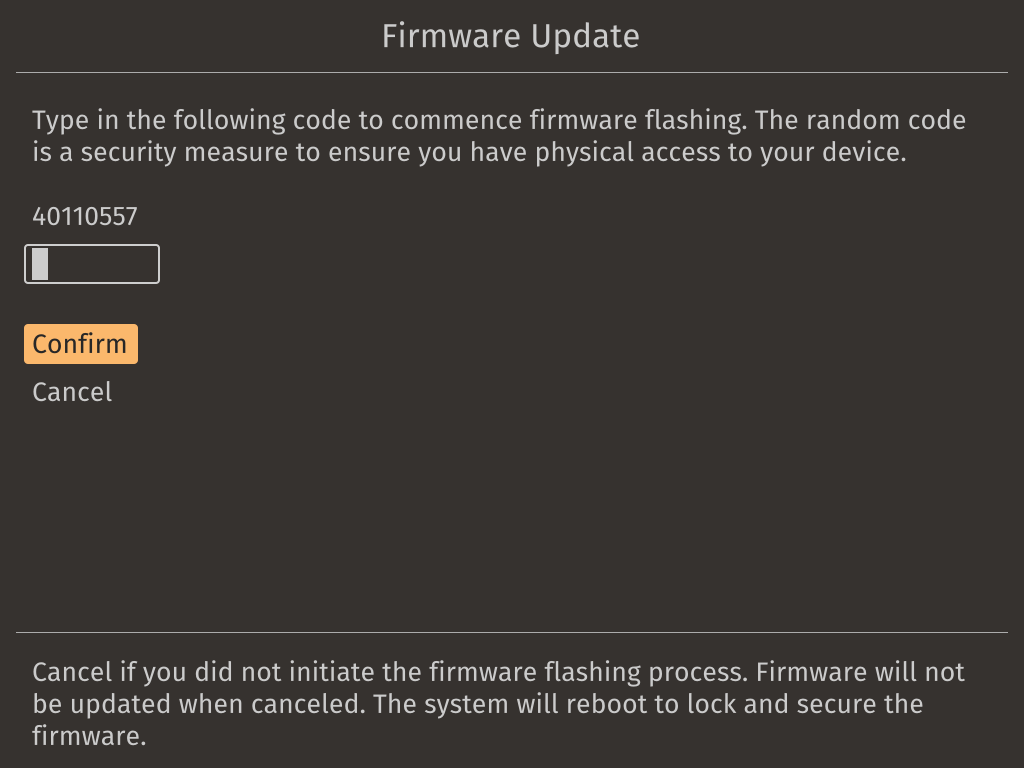 Firmware Update
Type in the following code to commence firmware flashing. The random code
is a security measure to ensure you have physical access to your device.
40110557
Confirm
Cancel
Cancel if you did not initiate the firmware flashing process. Firmware will not
be updated when canceled. The system will reboot to lock and secure the
firmware.